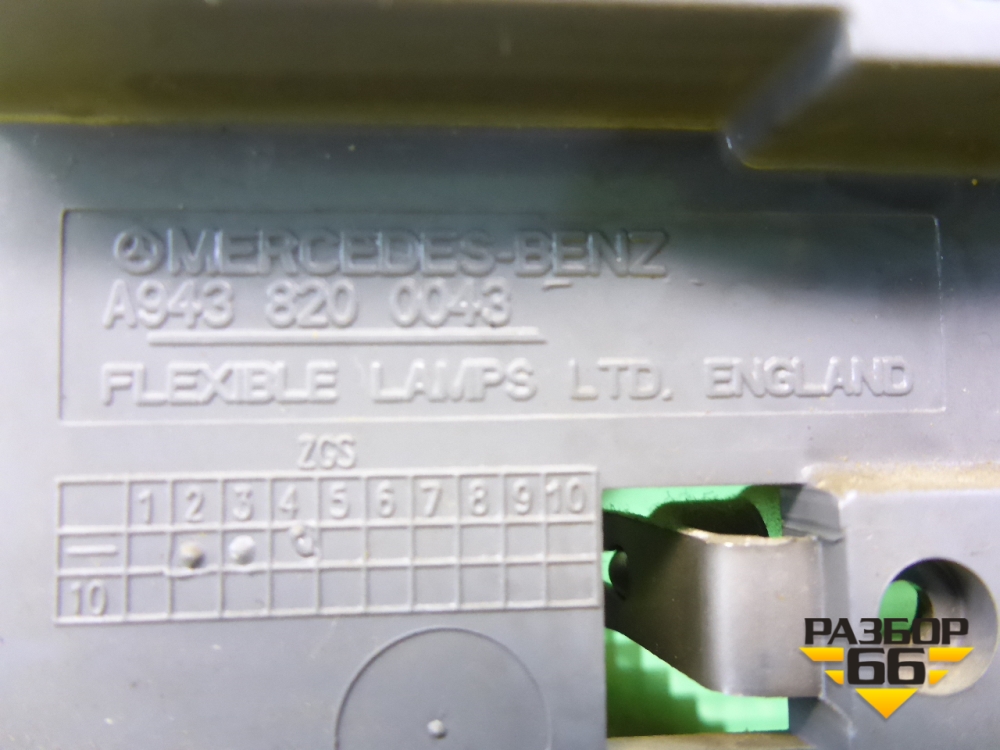 MERCEDES-BENZ
A943 820 0043
FLEXIBLE LAMPS LTD. ENGLAND
ZGS
1 2 3 4 5 6 7 8 9 10
—
10
РАЗБОР
66